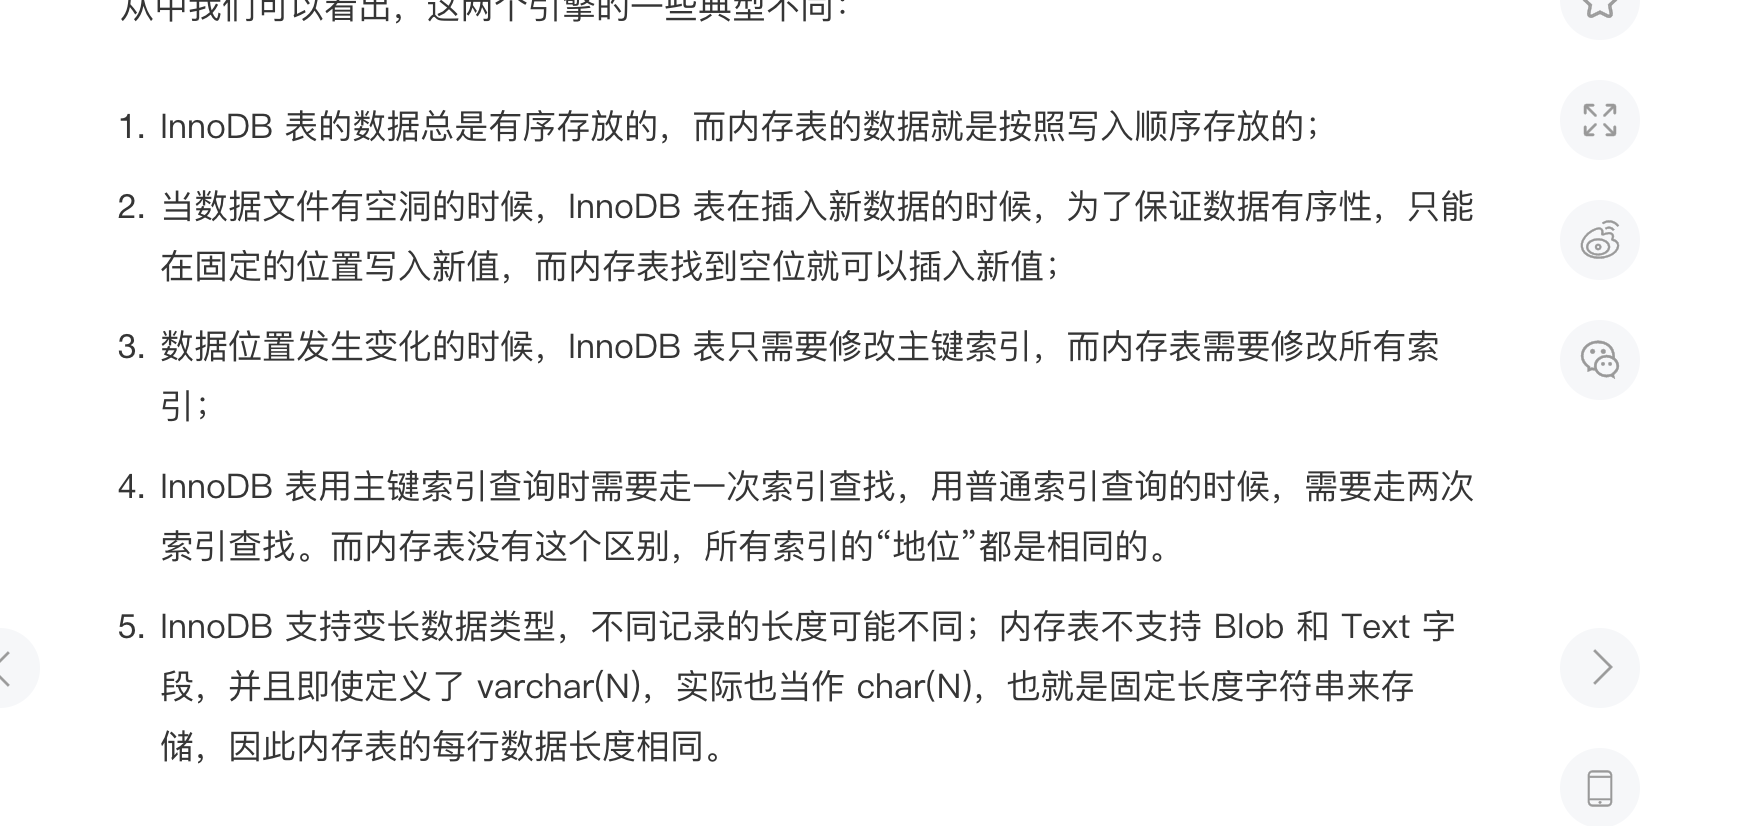 从中我们可以看出，这两个引擎的一些典型不同：
1. InnoDB 表的数据总是有序存放的，而内存表的数据就是按照写入顺序存放的；
2. 当数据文件有空洞的时候，InnoDB 表在插入新数据的时候，为了保证数据有序性，只能
在固定的位置写入新值，而内存表找到空位就可以插入新值；
3. 数据位置发生变化的时候，InnoDB 表只需要修改主键索引，而内存表需要修改所有索
引；
4. InnoDB 表用主键索引查询时需要走一次索引查找，用普通索引查询的时候，需要走两次
索引查找。而内存表没有这个区别，所有索引的“地位”都是相同的。
5. InnoDB 支持变长数据类型，不同记录的长度可能不同；内存表不支持 Blob 和 Text 字
段，并且即使定义了 varchar(N)，实际也当作 char(N)，也就是固定长度字符串来存
储，因此内存表的每行数据长度相同。